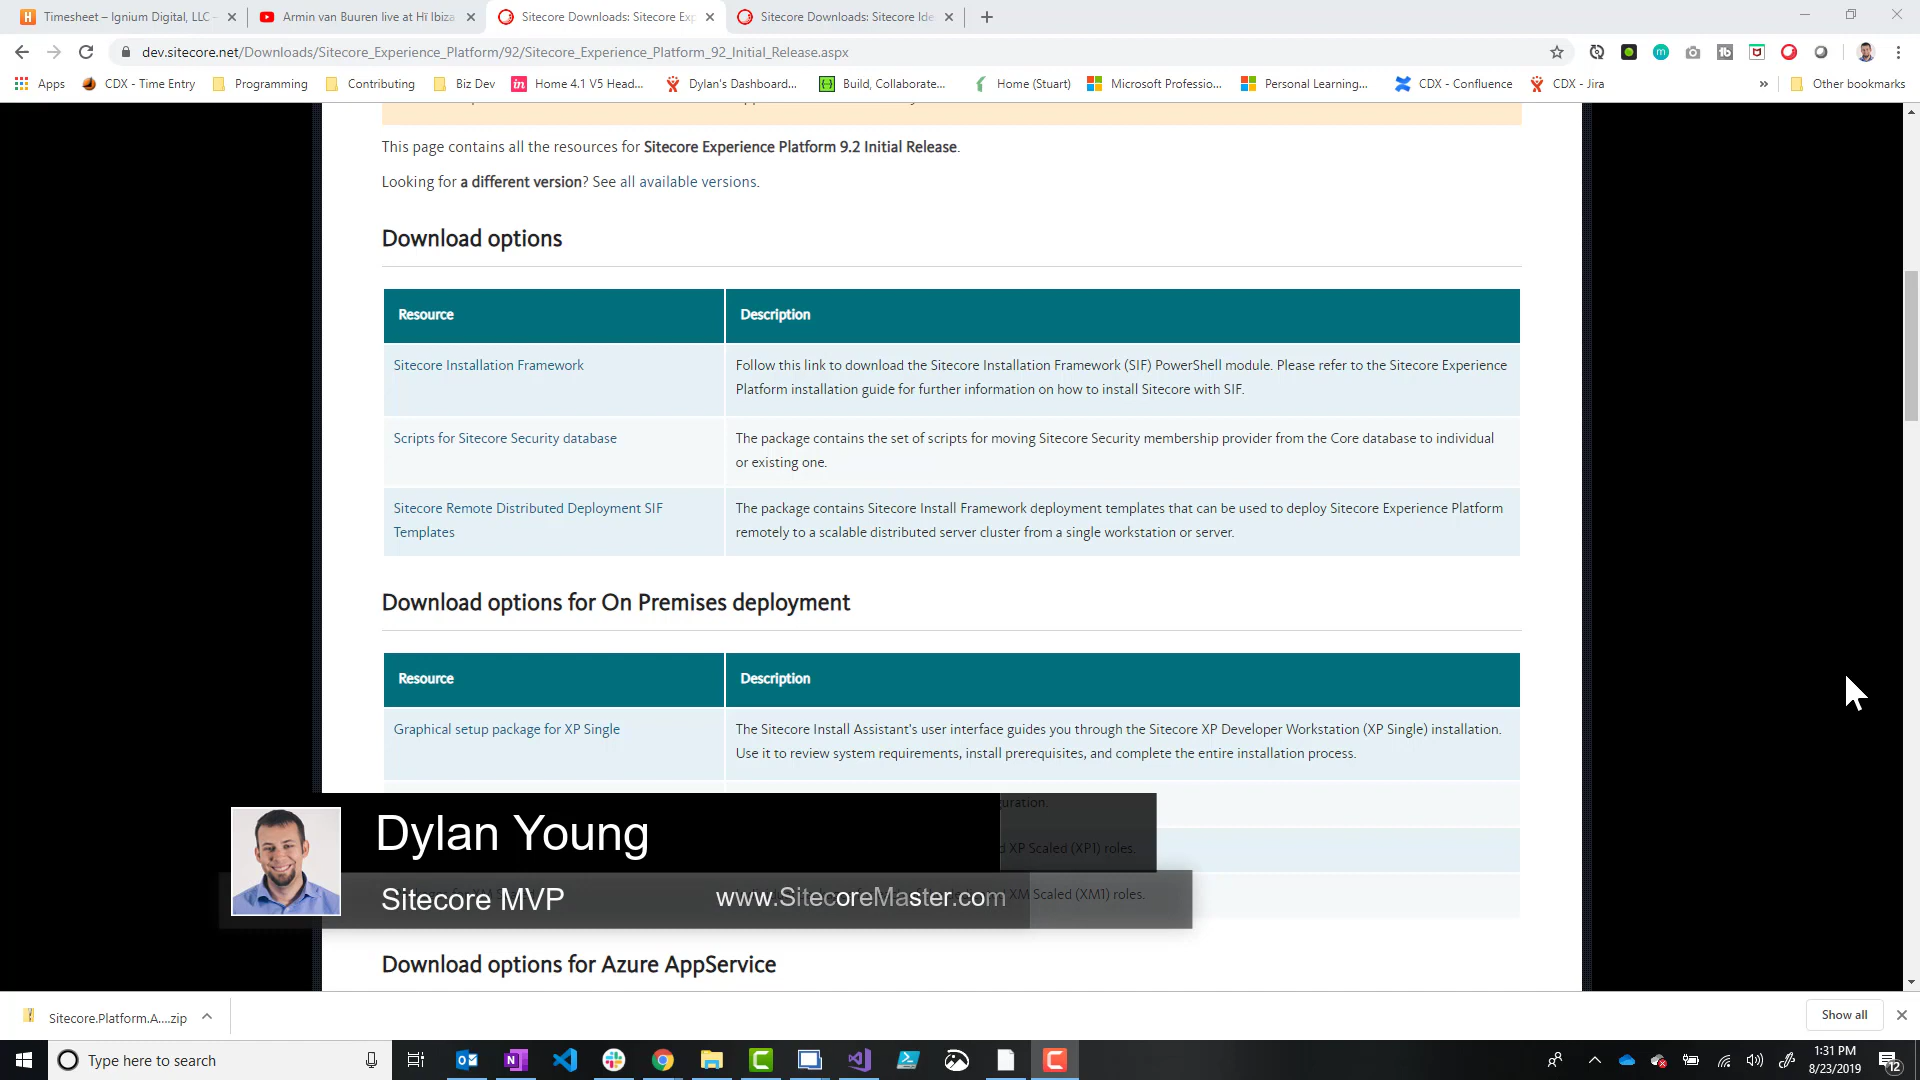 Timesheet – Ignium Digital, LLC -
Armin van Buuren live at Hï Ibiza
Sitecore Downloads: Sitecore Exp
Sitecore Downloads: Sitecore Ide
dev.sitecore.net/Downloads/Sitecore_Experience_Platform/92/Sitecore_Experience_Platform_92_Initial_Release.aspx
Apps
CDX - Time Entry
Programming
Contributing
Biz Dev
Home 4.1 V5 Head...
Dylan's Dashboard...
Build, Collaborate...
Home (Stuart)
Microsoft Professio...
Personal Learning...
CDX - Confluence
CDX - Jira
»
Other bookmarks
This page contains all the resources for Sitecore Experience Platform 9.2 Initial Release.
Looking for a different version? See all available versions.
Download options
Resource
Description
Sitecore Installation Framework
Follow this link to download the Sitecore Installation Framework (SIF) PowerShell module. Please refer to the Sitecore Experience
Platform installation guide for further information on how to install Sitecore with SIF.
Scripts for Sitecore Security database
The package contains the set of scripts for moving Sitecore Security membership provider from the Core database to individual
or existing one.
Sitecore Remote Distributed Deployment SIF
Templates
The package contains Sitecore Install Framework deployment templates that can be used to deploy Sitecore Experience Platform
remotely to a scalable distributed server cluster from a single workstation or server.
Download options for On Premises deployment
Resource
Description
Graphical setup package for XP Single
The Sitecore Install Assistant's user interface guides you through the Sitecore XP Developer Workstation (XP Single) installation.
Use it to review system requirements, install prerequisites, and complete the entire installation process.
XP Scaled (XP1) roles.
XM Scaled (XM1) roles.
Dylan Young
Sitecore MVP
www.SitecoreMaster.com
Download options for Azure AppService
Sitecore.Platform.A....zip
Show all
Type here to search
1:31 PM
8/23/2019
12